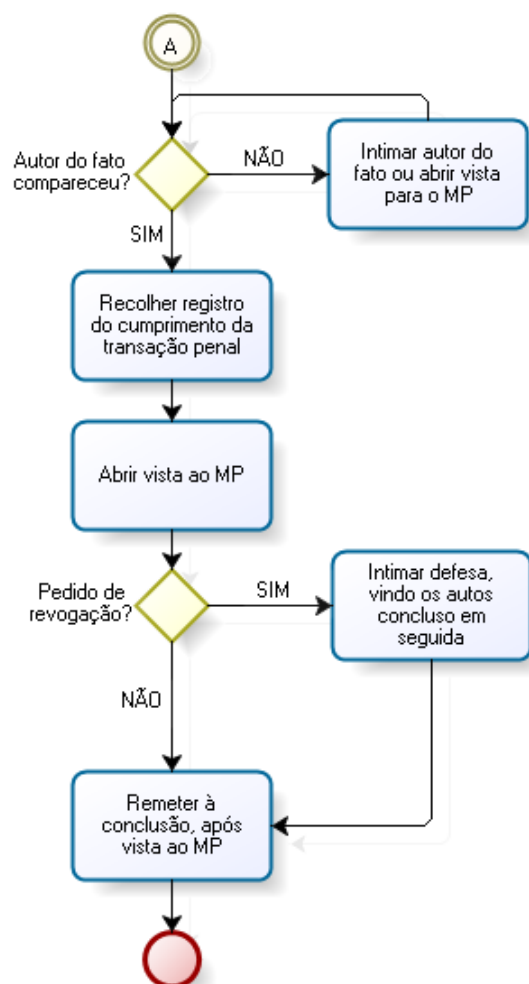 A
Autor do fato
compareceu?
NÃO
Intimar autor do
fato ou abrir vista
para o MP
SIM
Recolher registro
do cumprimento da
transação penal
Abrir vista ao MP
Pedido de
revogação?
SIM
Intimar defesa,
vindo os autos
concluso em
seguida
NÃO
Remeter à
conclusão, após
vista ao MP